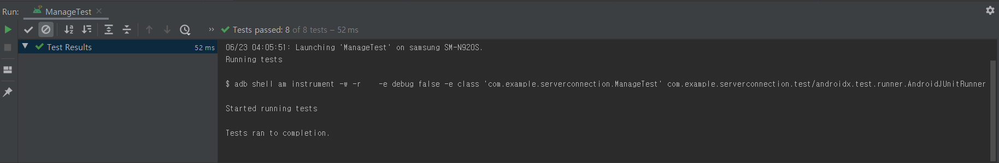 Run: ManageTest
Tests passed: 8 of 8 tests – 52 ms
Test Results 52 ms
06/23 04:05:51: Launching 'ManageTest' on samsung SM-N920S.
Running tests
$ adb shell am instrument -w -r    -e debug false -e class 'com.example.serverconnection.ManageTest' com.example.serverconnection.test/androidx.test.runner.AndroidJUnitRunner
Started running tests
Tests ran to completion.